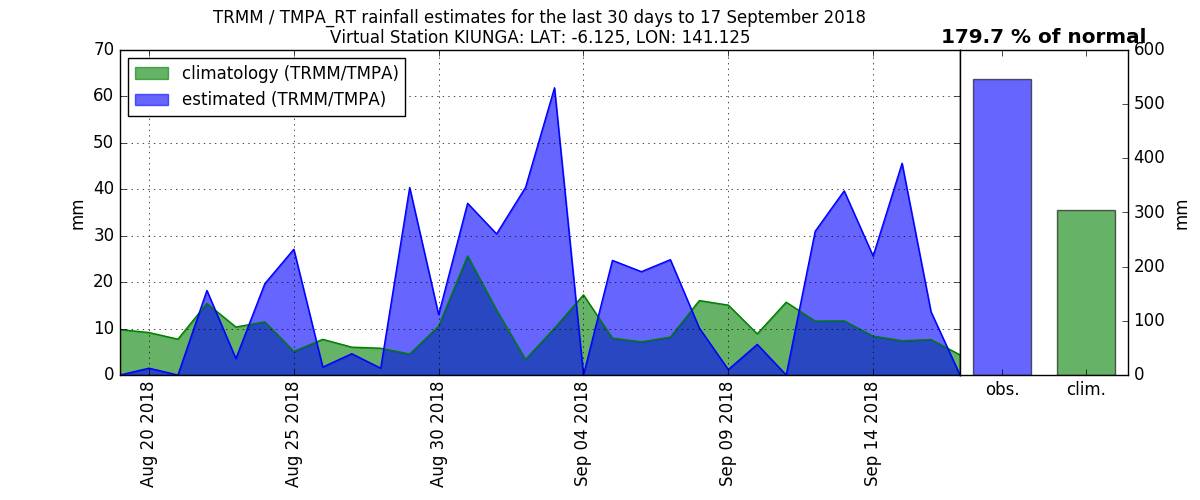 TRMM / TMPA_RT rainfall estimates for the last 30 days to 17 September 2018
Virtual Station KIUNGA: LAT: -6.125, LON: 141.125
179.7 % of normal
climatology (TRMM/TMPA)
estimated (TRMM/TMPA)
70
60
50
40
30
20
10
0
mm
Aug 20 2018
Aug 25 2018
Aug 30 2018
Sep 04 2018
Sep 09 2018
Sep 14 2018
obs.
clim.
600
500
400
300
200
100
0
mm